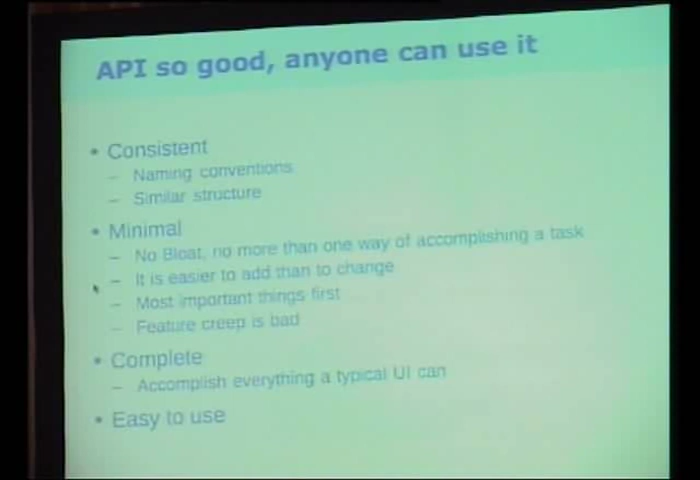 API so good, anyone can use it
• Consistent
– Naming conventions
– Similar structure
• Minimal
– No Bloat, no more than one way of accomplishing a task
– It is easier to add than to change
– Most important things first
– Feature creep is bad
• Complete
– Accomplish everything a typical UI can
• Easy to use